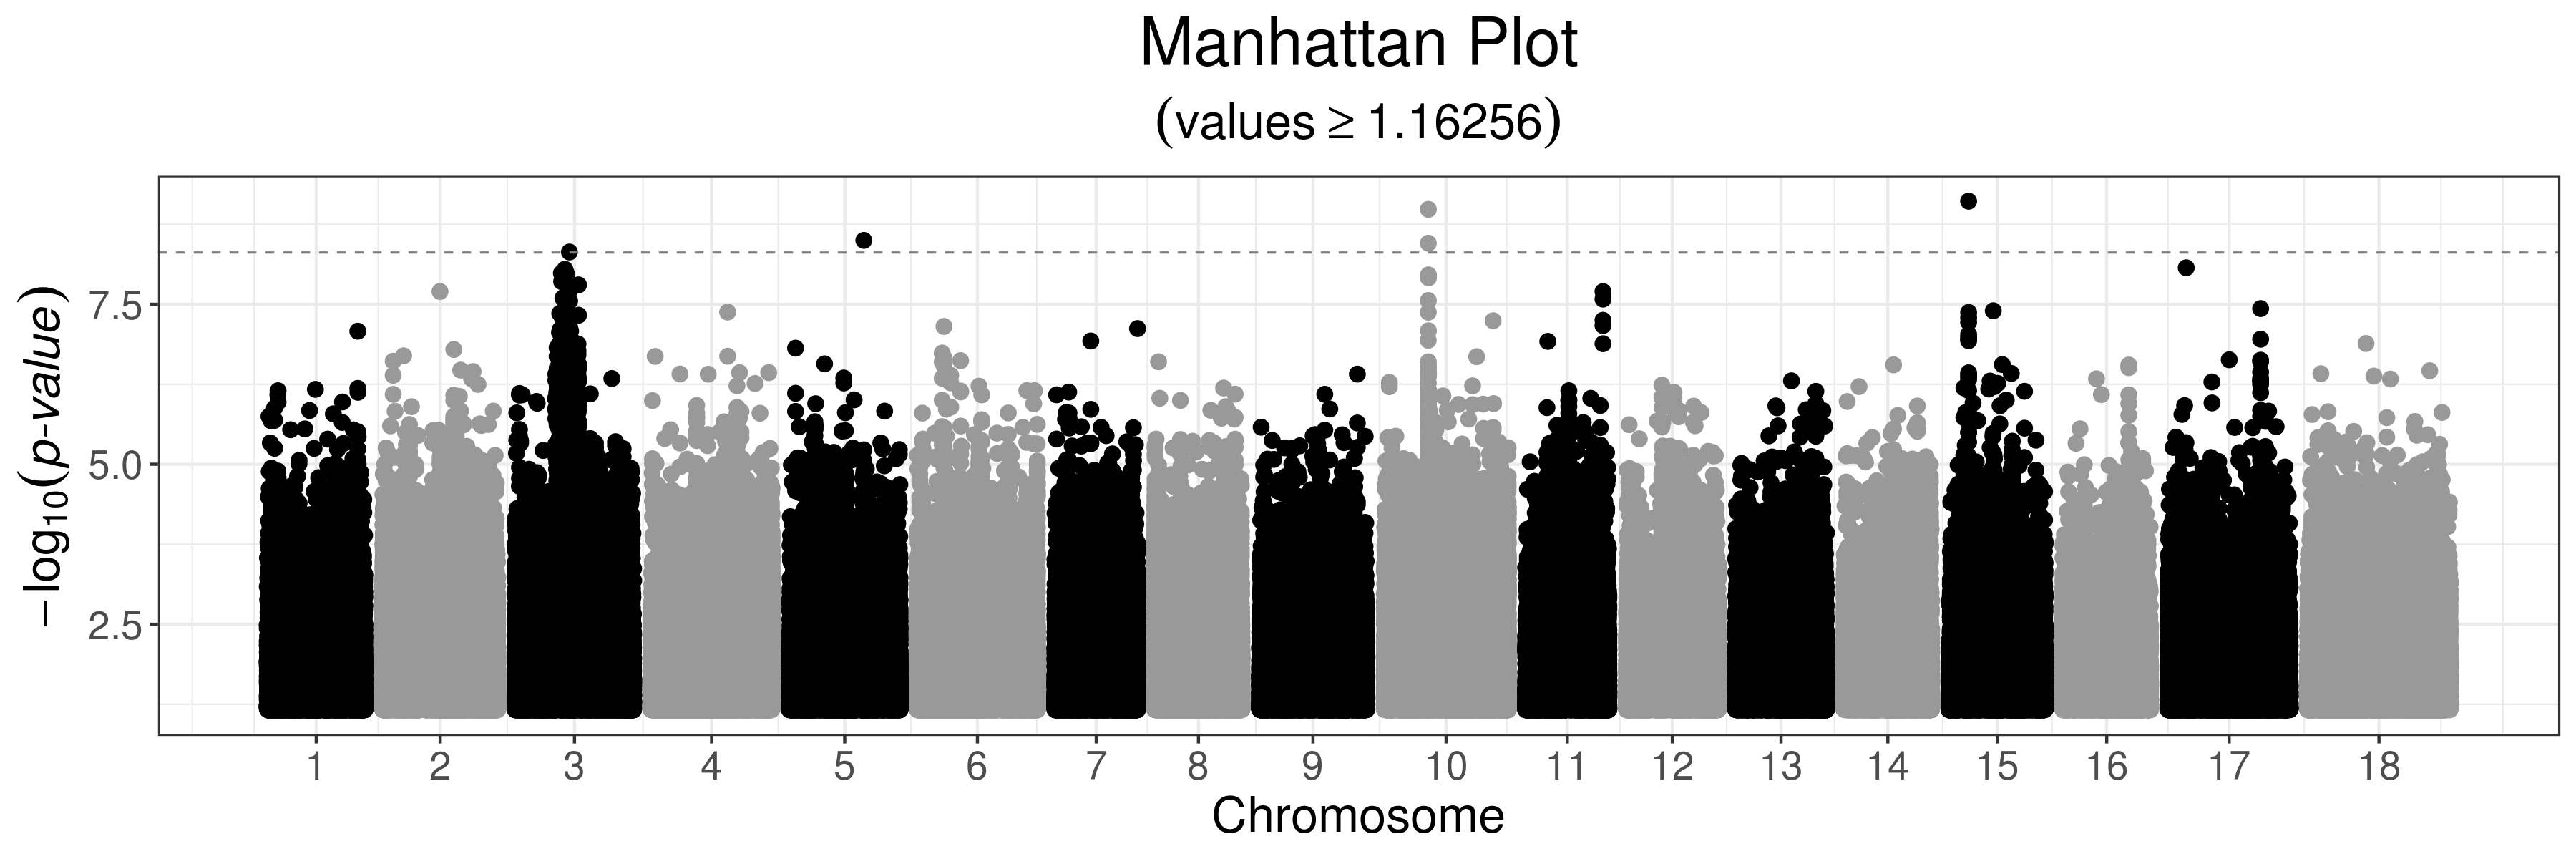 Manhattan Plot
(values ≥ 1.16256)
−log10(p-value)
7.5
5.0
2.5
1 2 3 4 5 6 7 8 9 10 11 12 13 14 15 16 17 18
Chromosome